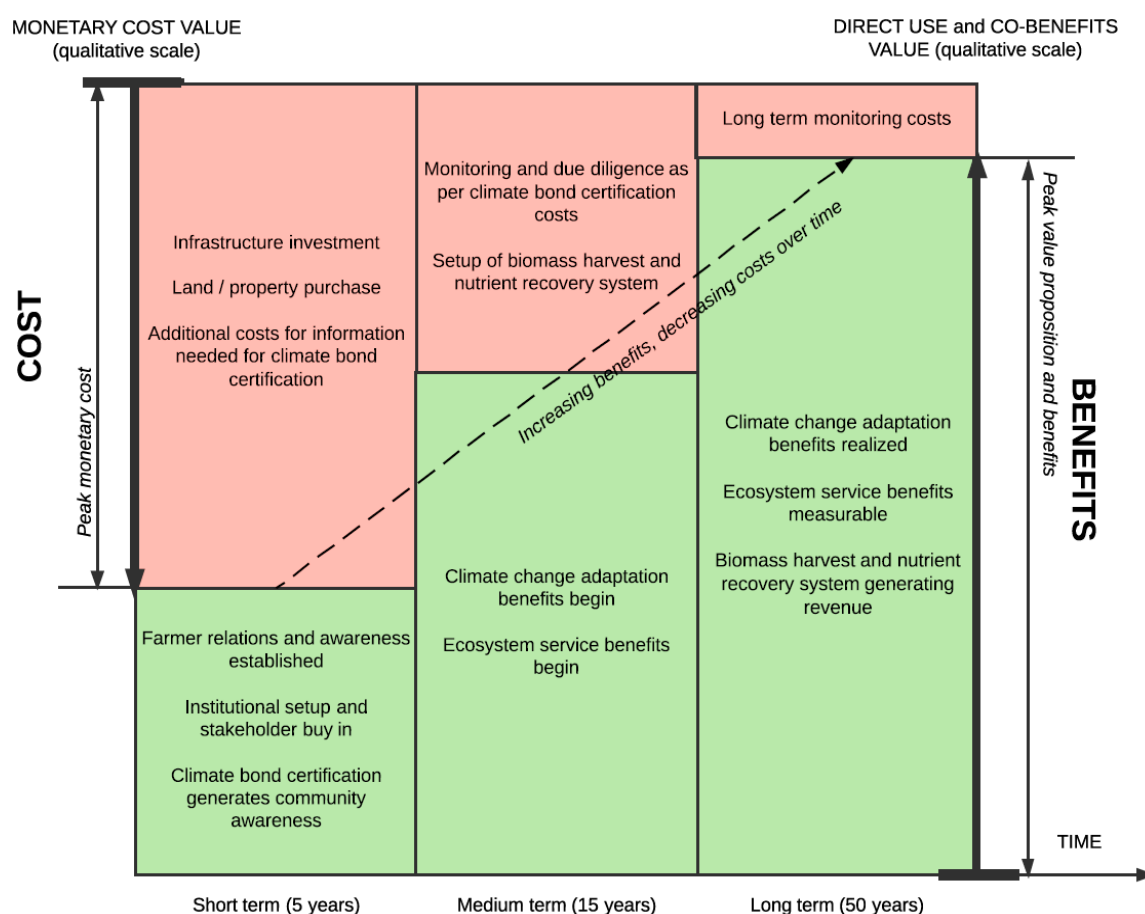 MONETARY COST VALUE
(qualitative scale)
DIRECT USE and CO-BENEFITS
VALUE (qualitative scale)
COST
Peak monetary cost
Infrastructure investment
Land / property purchase
Additional costs for information
needed for climate bond
certification
Farmer relations and awareness
established
Institutional setup and
stakeholder buy in
Climate bond certification
generates community
awareness
Monitoring and due diligence as
per climate bond certification
costs
Setup of biomass harvest and
nutrient recovery system
Increasing benefits, decreasing costs over time
Climate change adaptation
benefits begin
Ecosystem service benefits
begin
Long term monitoring costs
Climate change adaptation
benefits realized
Ecosystem service benefits
measurable
Biomass harvest and nutrient
recovery system generating
revenue
Peak value proposition and benefits
BENEFITS
TIME
Short term (5 years)
Medium term (15 years)
Long term (50 years)